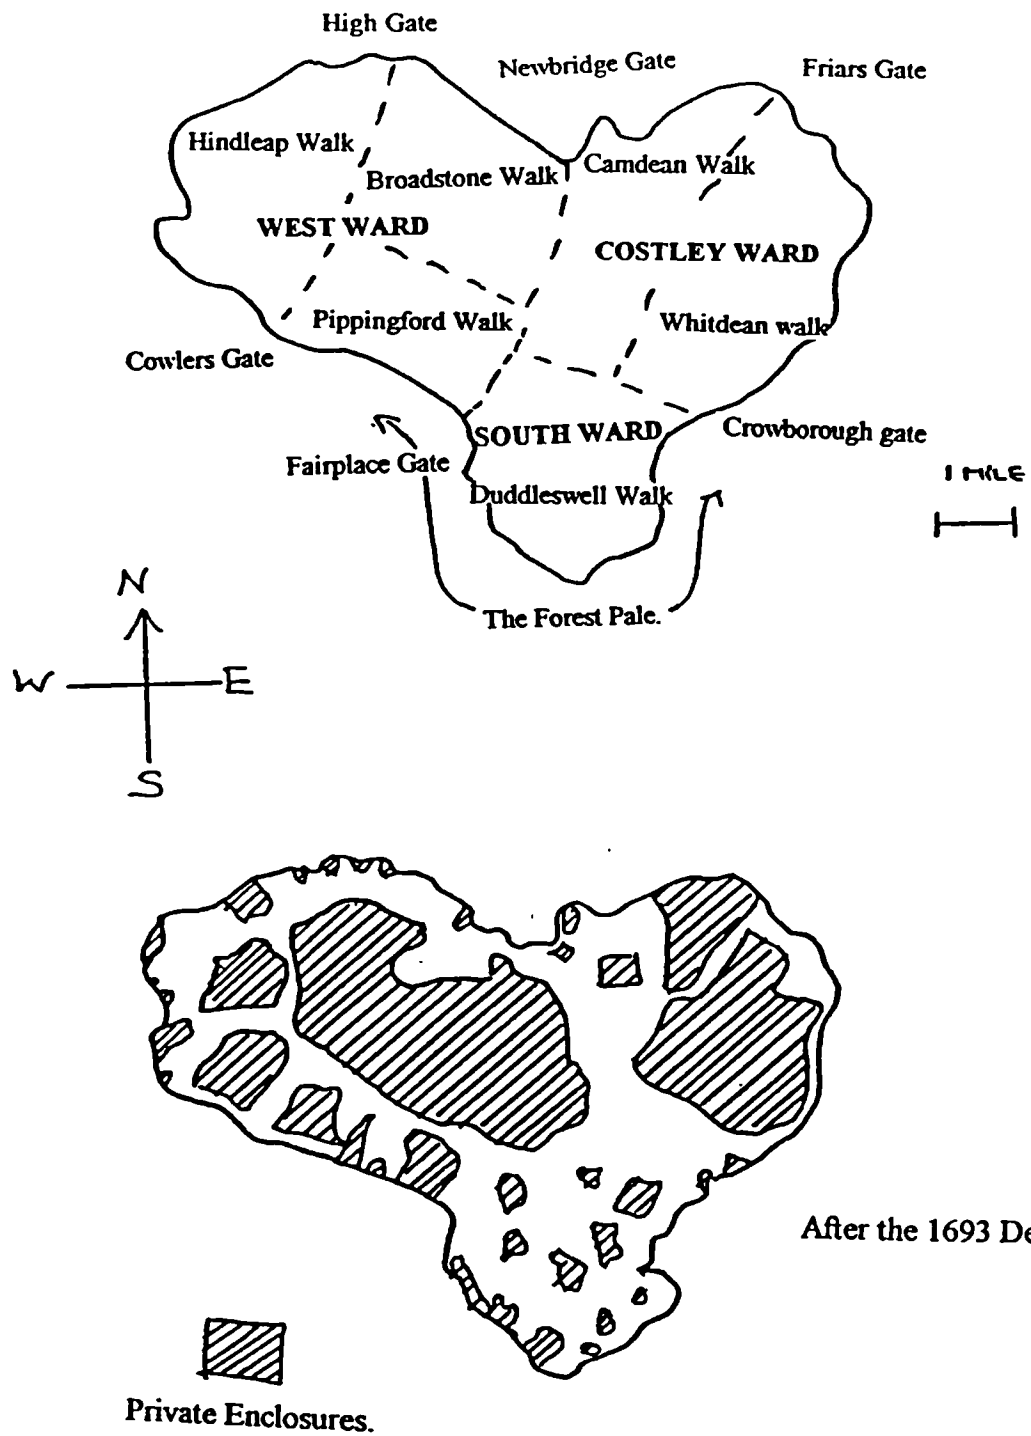 High Gate
Newbridge Gate
Friars Gate
Hindleap Walk
Broadstone Walk
Camdean Walk
WEST WARD
COSTLEY WARD
Pippingford Walk
Whitdean walk
Cowlers Gate
SOUTH WARD
Crowborough gate
Fairplace Gate
1 MILE
Duddleswell Walk
The Forest Pale.
N
W
E
S
After the 1693 De
Private Enclosures.